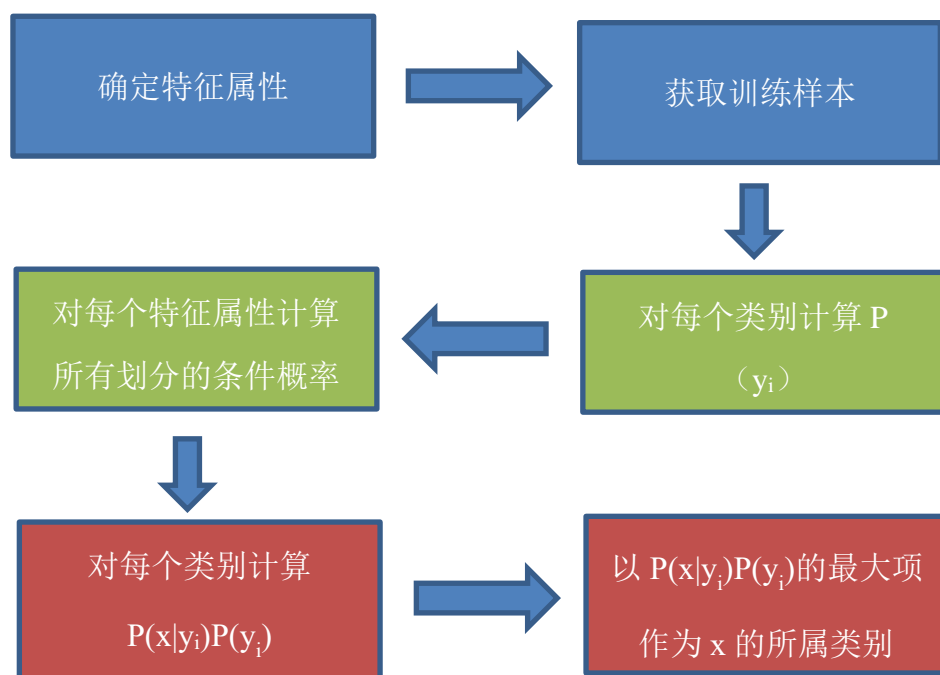 确定特征属性
获取训练样本
对每个类别计算 P
（yᵢ）
对每个特征属性计算
所有划分的条件概率
对每个类别计算
P(x|yᵢ)P(yᵢ)
以 P(x|yᵢ)P(yᵢ)的最大项
作为 x 的所属类别